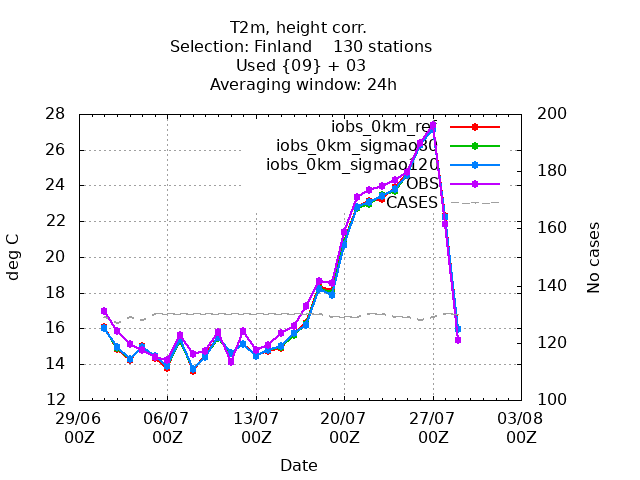 T2m, height corr.
Selection: Finland 130 stations
Used {09} + 03
Averaging window: 24h
28
26
24
22
20
18
16
14
12
deg C
200
180
160
140
120
100
No cases
iobs_0km_ref
iobs_0km_sigmao80
iobs_0km_sigmao120
OBS
CASES
29/06 06/07 13/07 20/07 27/07 03/08
00Z 00Z 00Z 00Z 00Z 00Z
Date